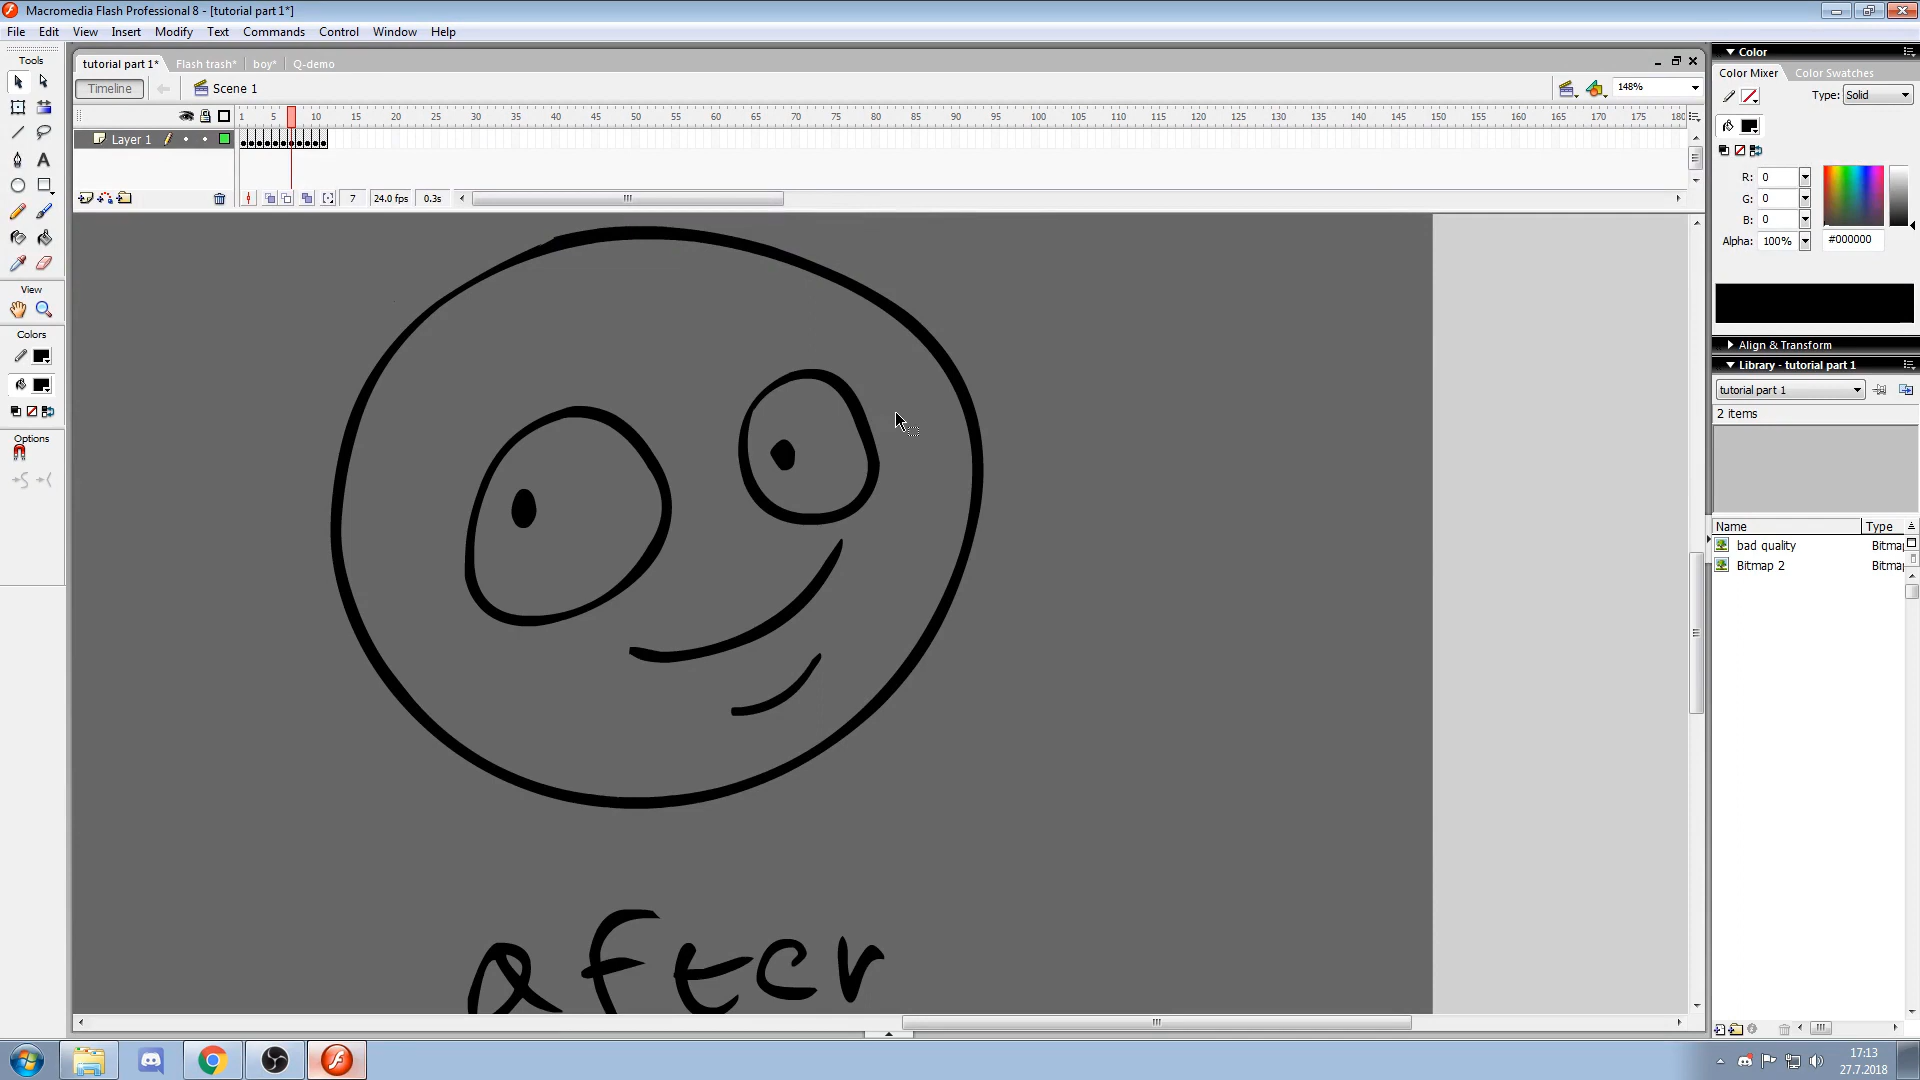 Macromedia Flash Professional 8 - [tutorial part 1*]
File Edit View Insert Modify Text Commands Control Window Help
Tools
tutorial part 1* Flash trash* boy* Q-demo
Timeline Scene 1 148%
1 5 10 15 20 25 30 35 40 45 50 55 60 65 70 75 80 85 90 95 100 105 110 115 120 125 130 135 140 145 150 155 160 165 170 175 180
Layer 1
7 24.0 fps 0.3s
View
Colors
Options
Color
Color Mixer Color Swatches
Type: Solid
R: 0
G: 0
B: 0
Alpha: 100% #000000
Align & Transform
Library - tutorial part 1
tutorial part 1
2 items
Name Type
bad quality Bitma
Bitmap 2 Bitma
after
17:13
27.7.2018